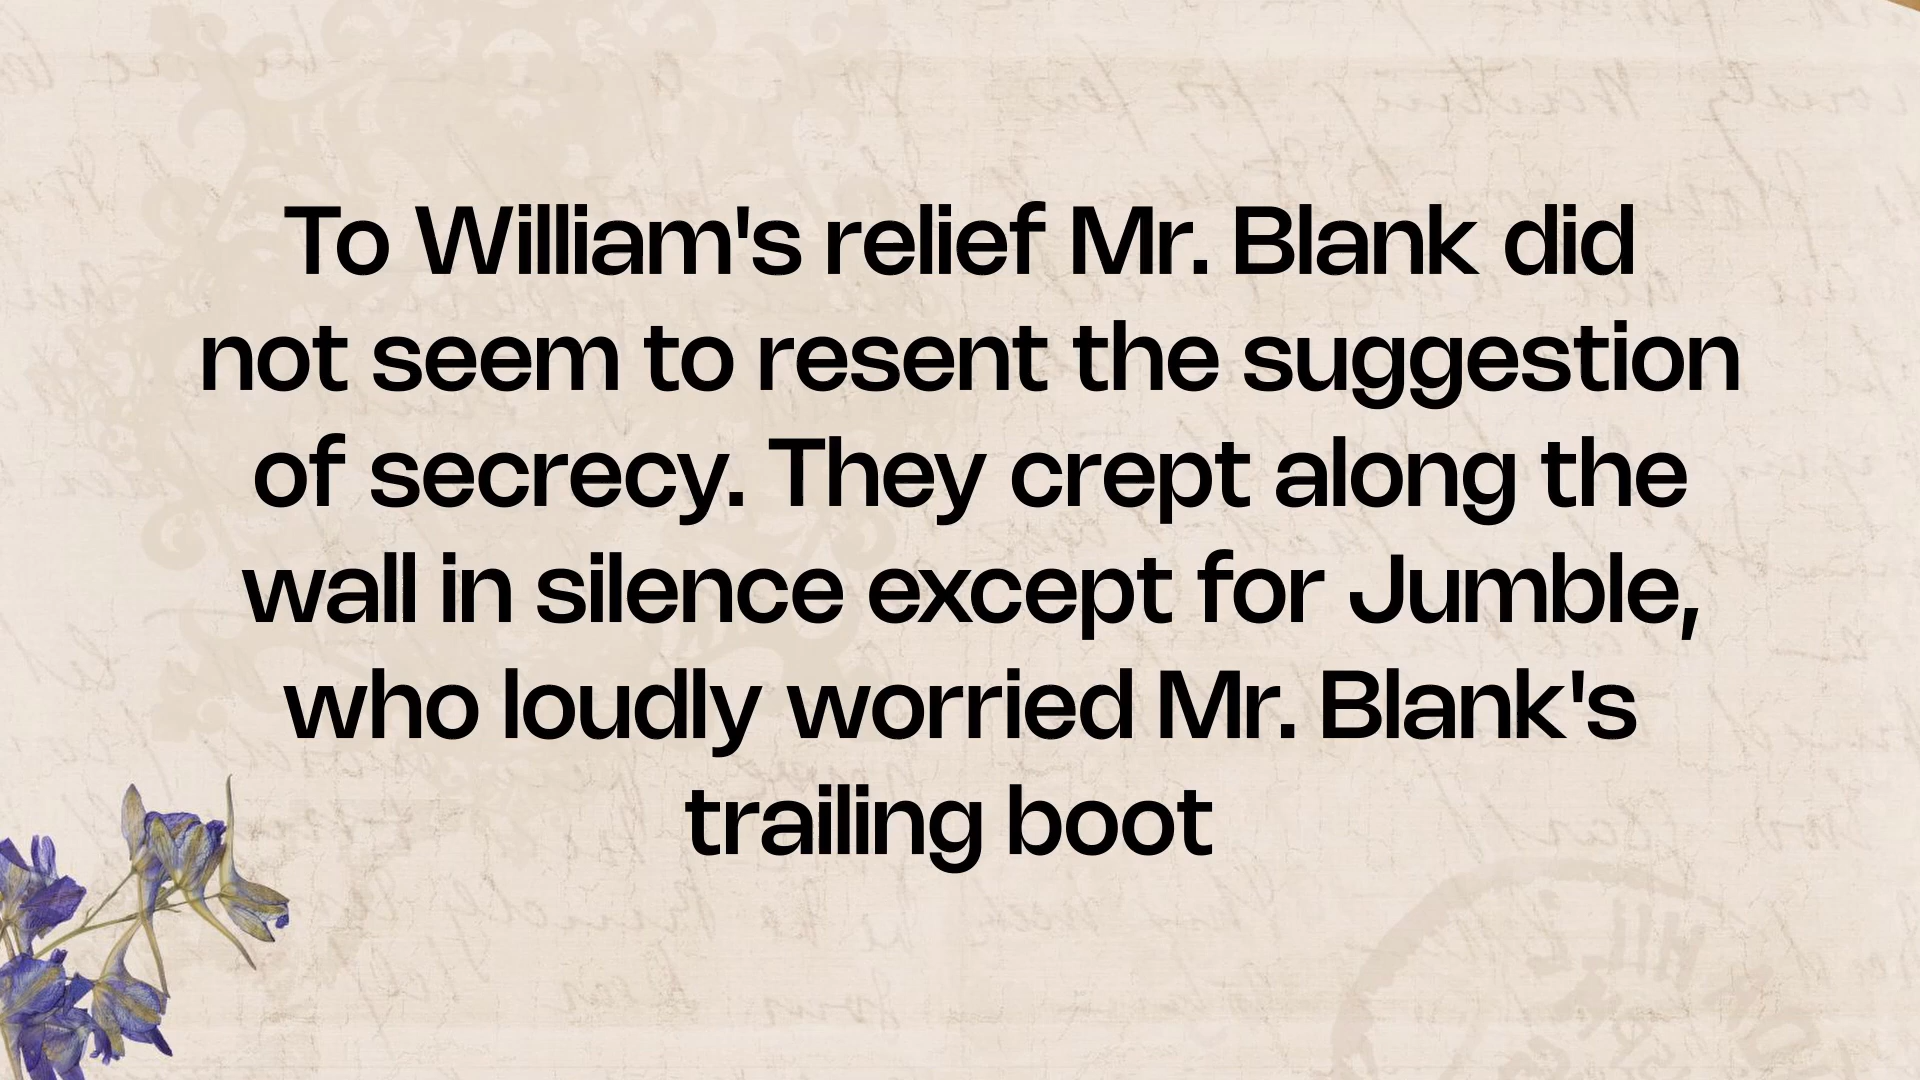 To William's relief Mr. Blank did
not seem to resent the suggestion
of secrecy. They crept along the
wall in silence except for Jumble,
who loudly worried Mr. Blank's
trailing boot